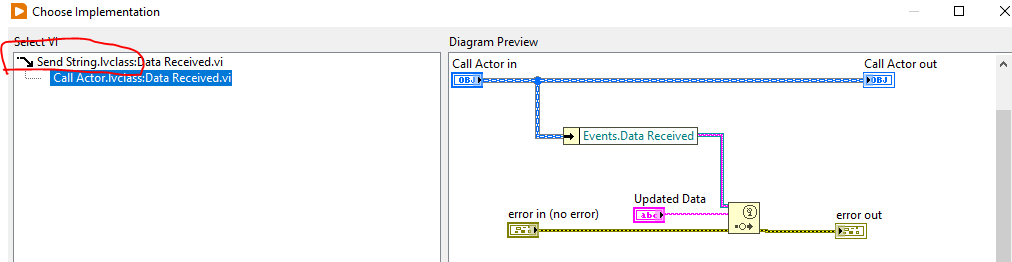 Choose Implementation
Select VI
Send String.lvclass:Data Received.vi
Call Actor.lvclass:Data Received.vi
Diagram Preview
Call Actor in
Call Actor out
OBJ
OBJ
Events.Data Received
Updated Data
abc
error in (no error)
error out